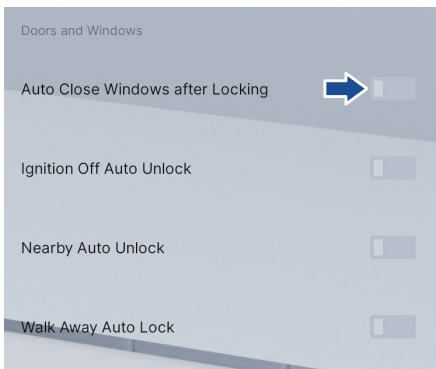 Doors and Windows
Auto Close Windows after Locking
Ignition Off Auto Unlock
Nearby Auto Unlock
Walk Away Auto Lock